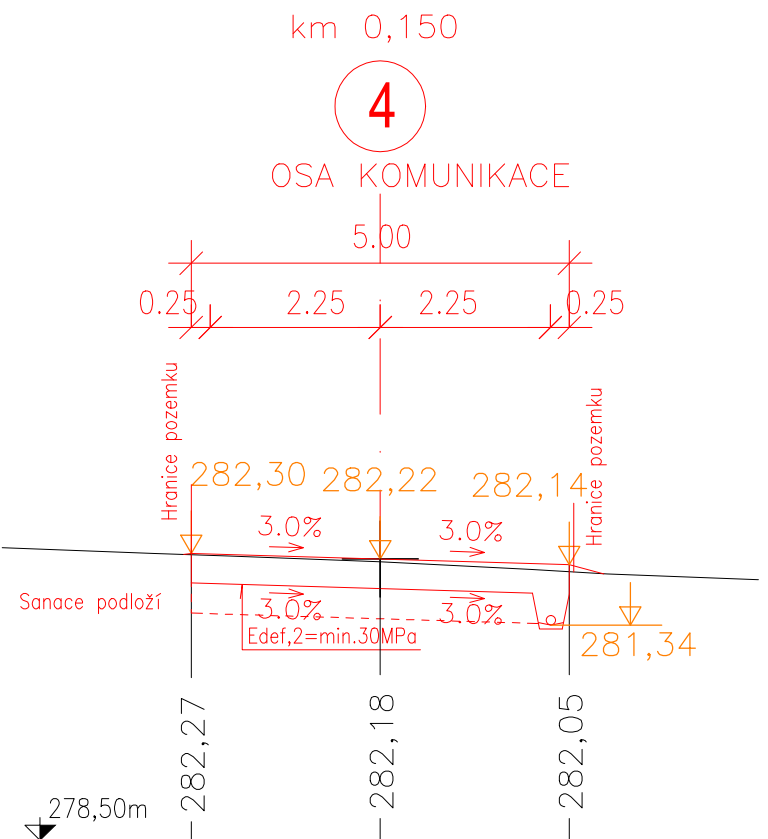 km 0,150
4
OSA KOMUNIKACE
5.00
0.25 2.25 2.25 0.25
Hranice pozemku
Hranice pozemku
282,30 282,22 282,14
3.0% 3.0%
Sanace podloží
3.0% 3.0%
Edef,2=min.30MPa
281,34
282,27
282,18
282,05
278,50m